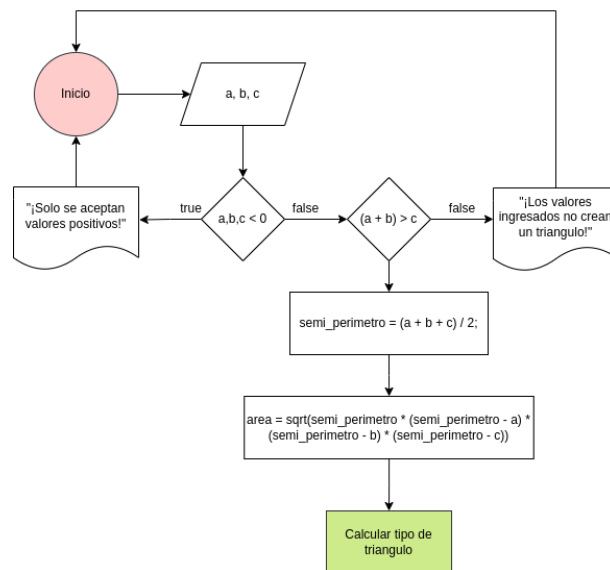 Inicio
a, b, c
"¡Solo se aceptan
valores positivos!"
true
a,b,c < 0
false
(a + b) > c
false
"¡Los valores
ingresados no crean
un triangulo!"
semi_perimetro = (a + b + c) / 2;
area = sqrt(semi_perimetro * (semi_perimetro - a) *
(semi_perimetro - b) * (semi_perimetro - c))
Calcular tipo de
triangulo